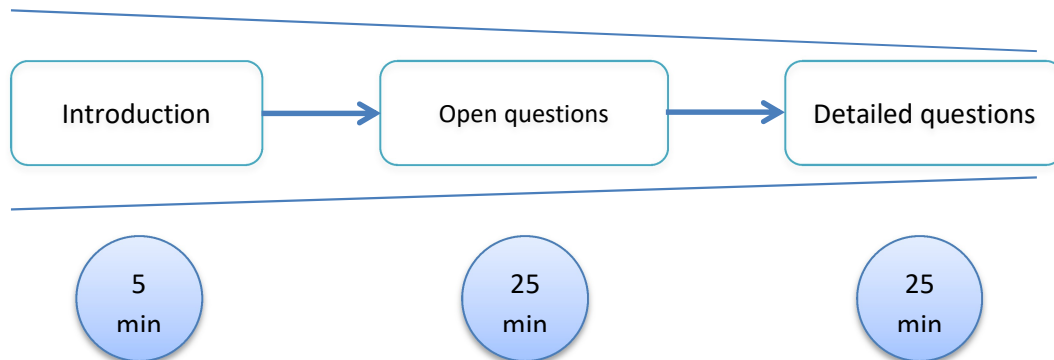 Introduction
Open questions
Detailed questions
5
min
25
min
25
min